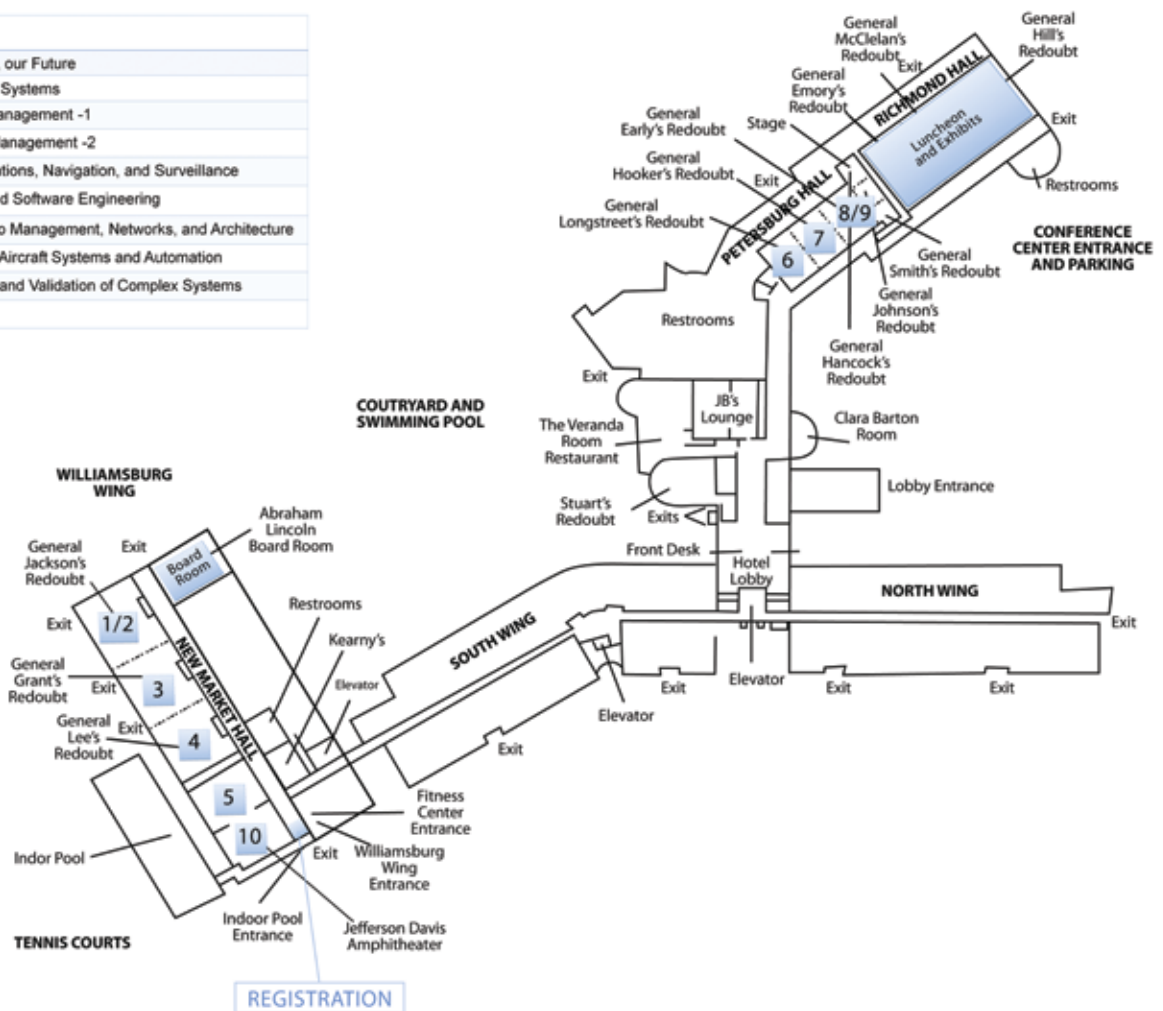 our Future
Systems
anagement -1
Management -2
tions, Navigation, and Surveillance
d Software Engineering
o Management, Networks, and Architecture
Aircraft Systems and Automation
and Validation of Complex Systems
General
McClelan's
Redoubt
Exit
General
Hill's
Redoubt
General
Emory's
Redoubt
RICHMOND HALL
Stage
General
Early's Redoubt
Luncheon
and Exhibits
Exit
General
Hooker's Redoubt
Exit
Restrooms
General
Longstreet's Redoubt
PETERSBURG HALL
8/9
7
6
CONFERENCE
CENTER ENTRANCE
AND PARKING
General
Smith's Redoubt
General
Johnson's
Redoubt
General
Hancock's
Redoubt
Restrooms
Exit
COUTRYARD AND
SWIMMING POOL
JB's
Lounge
The Veranda
Room
Restaurant
Clara Barton
Room
Stuart's
Redoubt
Exits
Lobby Entrance
Front Desk
Hotel
Lobby
NORTH WING
Exit
SOUTH WING
Elevator
Exit
Elevator
Exit
Exit
Exit
WILLIAMSBURG
WING
Abraham
Lincoln
Board Room
General
Jackson's
Redoubt
Exit
Board
Room
Restrooms
Kearny's
Elevator
Exit
1/2
NEW MARKET HALL
General
Grant's
Redoubt
Exit
3
General
Lee's
Redoubt
Exit
4
5
10
Fitness
Center
Entrance
Exit
Williamsburg
Wing
Entrance
Indor Pool
Indoor Pool
Entrance
Jefferson Davis
Amphitheater
TENNIS COURTS
REGISTRATION